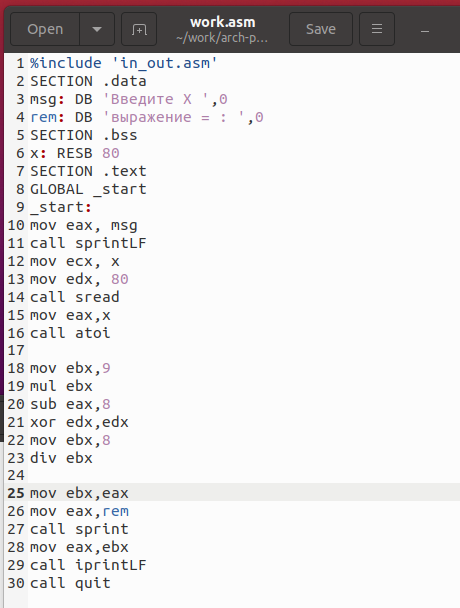 Open
work.asm
~/work/arch-p...
Save
1 %include 'in_out.asm'
2 SECTION .data
3 msg: DB 'Введите X ',0
4 rem: DB 'выражение = : ',0
5 SECTION .bss
6 x: RESB 80
7 SECTION .text
8 GLOBAL _start
9 _start:
10 mov eax, msg
11 call sprintLF
12 mov ecx, x
13 mov edx, 80
14 call sread
15 mov eax,x
16 call atoi
17
18 mov ebx,9
19 mul ebx
20 sub eax,8
21 xor edx,edx
22 mov ebx,8
23 div ebx
24
25 mov ebx,eax
26 mov eax,rem
27 call sprint
28 mov eax,ebx
29 call iprintLF
30 call quit